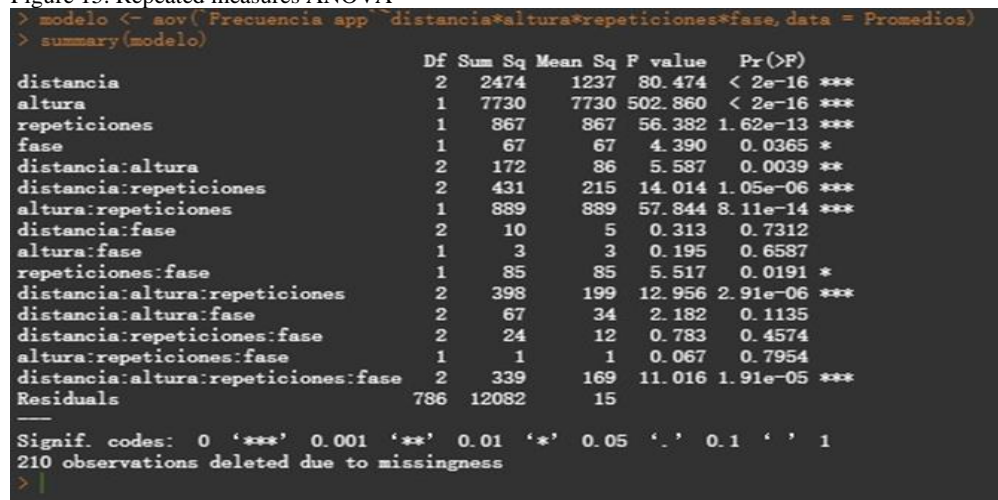 Figure 13. Repeated measures ANOVA
> modelo <- aov(`Frecuencia app`~distancia*altura*repeticiones*fase,data = Promedios)
> summary(modelo)
Df Sum Sq Mean Sq F value Pr(>F)
distancia 2 2474 1237 80.474 < 2e-16 ***
altura 1 7730 7730 502.860 < 2e-16 ***
repeticiones 1 867 867 56.382 1.62e-13 ***
fase 1 67 67 4.390 0.0365 *
distancia:altura 2 172 86 5.587 0.0039 **
distancia:repeticiones 2 431 215 14.014 1.05e-06 ***
altura:repeticiones 1 889 889 57.844 8.11e-14 ***
distancia:fase 2 10 5 0.313 0.7312
altura:fase 1 3 3 0.195 0.6587
repeticiones:fase 1 85 85 5.517 0.0191 *
distancia:altura:repeticiones 2 398 199 12.956 2.91e-06 ***
distancia:altura:fase 2 67 34 2.182 0.1135
distancia:repeticiones:fase 2 24 12 0.783 0.4574
altura:repeticiones:fase 1 1 1 0.067 0.7954
distancia:altura:repeticiones:fase 2 339 169 11.016 1.91e-05 ***
Residuals 786 12082 15
---
Signif. codes: 0 ‘***’ 0.001 ‘**’ 0.01 ‘*’ 0.05 ‘.’ 0.1 ‘ ’ 1
210 observations deleted due to missingness
>